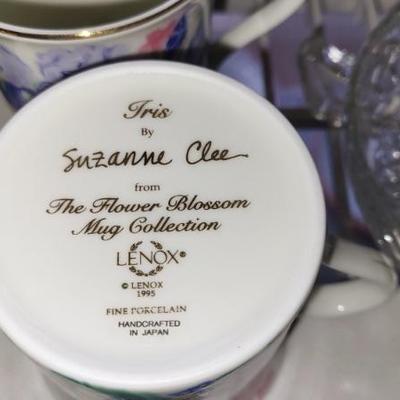 Iris
By
Suzanne Clee
from
The Flower Blossom
Mug Collection
LENOX®
© LENOX
1995
FINE PORCELAIN
HANDCRAFTED
IN JAPAN